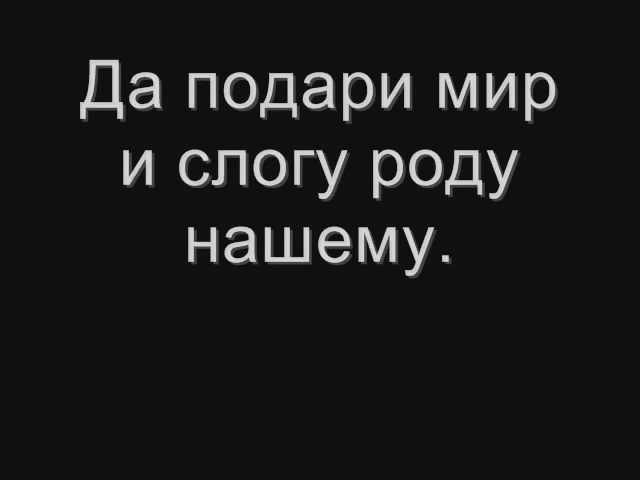 Да подари мир
и слогу роду
нашему.